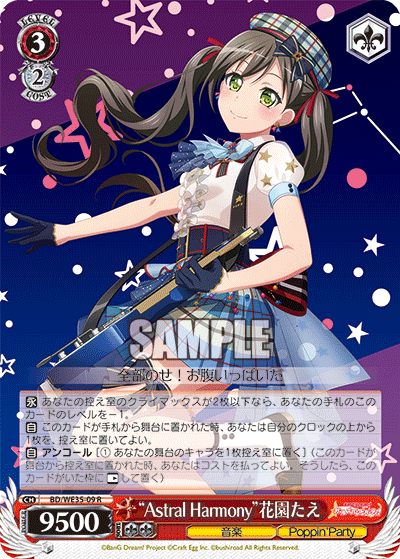 LEVEL
3
2
COST
SAMPLE
全部のせ！お腹いっぱいだ
永 あなたの控え室のクライマックスが2枚以下なら、あなたの手札のこの
カードのレベルを－1。
自 このカードが手札から舞台に置かれた時、あなたは自分のクロックの上から
1枚を、控え室に置いてよい。
自 アンコール ［① あなたの舞台のキャラを1枚控え室に置く］ （この
カードが舞台から控え室に置かれた時、あなたはコストを払ってよい。そうしたら、この
カードがいた枠にレストして置く）
CH BD/WE35-09 R
9500
"Astral Harmony"花園たえ
音楽
Poppin'Party
©BanG Dream! Project ©Craft Egg Inc. ©bushiroad All Rights Reserved.